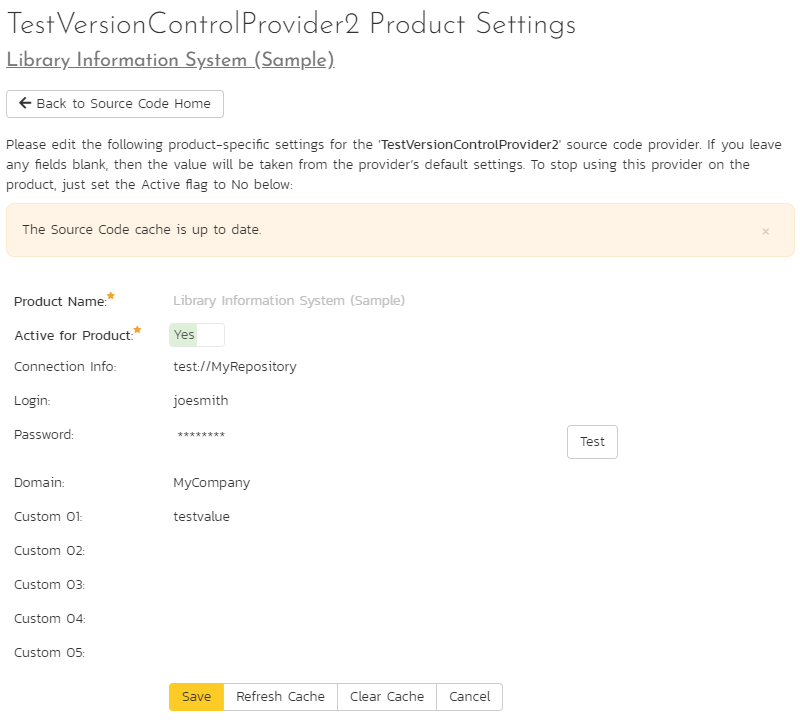 TestVersionControlProvider2 Product Settings
Library Information System (Sample)
Back to Source Code Home
Please edit the following product-specific settings for the 'TestVersionControlProvider2' source code provider. If you leave
any fields blank, then the value will be taken from the provider's default settings. To stop using this provider on the
product, just set the Active flag to No below:
The Source Code cache is up to date. ×
Product Name: Library Information System (Sample)
Active for Product: Yes
Connection Info: test://MyRepository
Login: joesmith
Password: ******** Test
Domain: MyCompany
Custom 01: testvalue
Custom 02:
Custom 03:
Custom 04:
Custom 05:
Save Refresh Cache Clear Cache Cancel